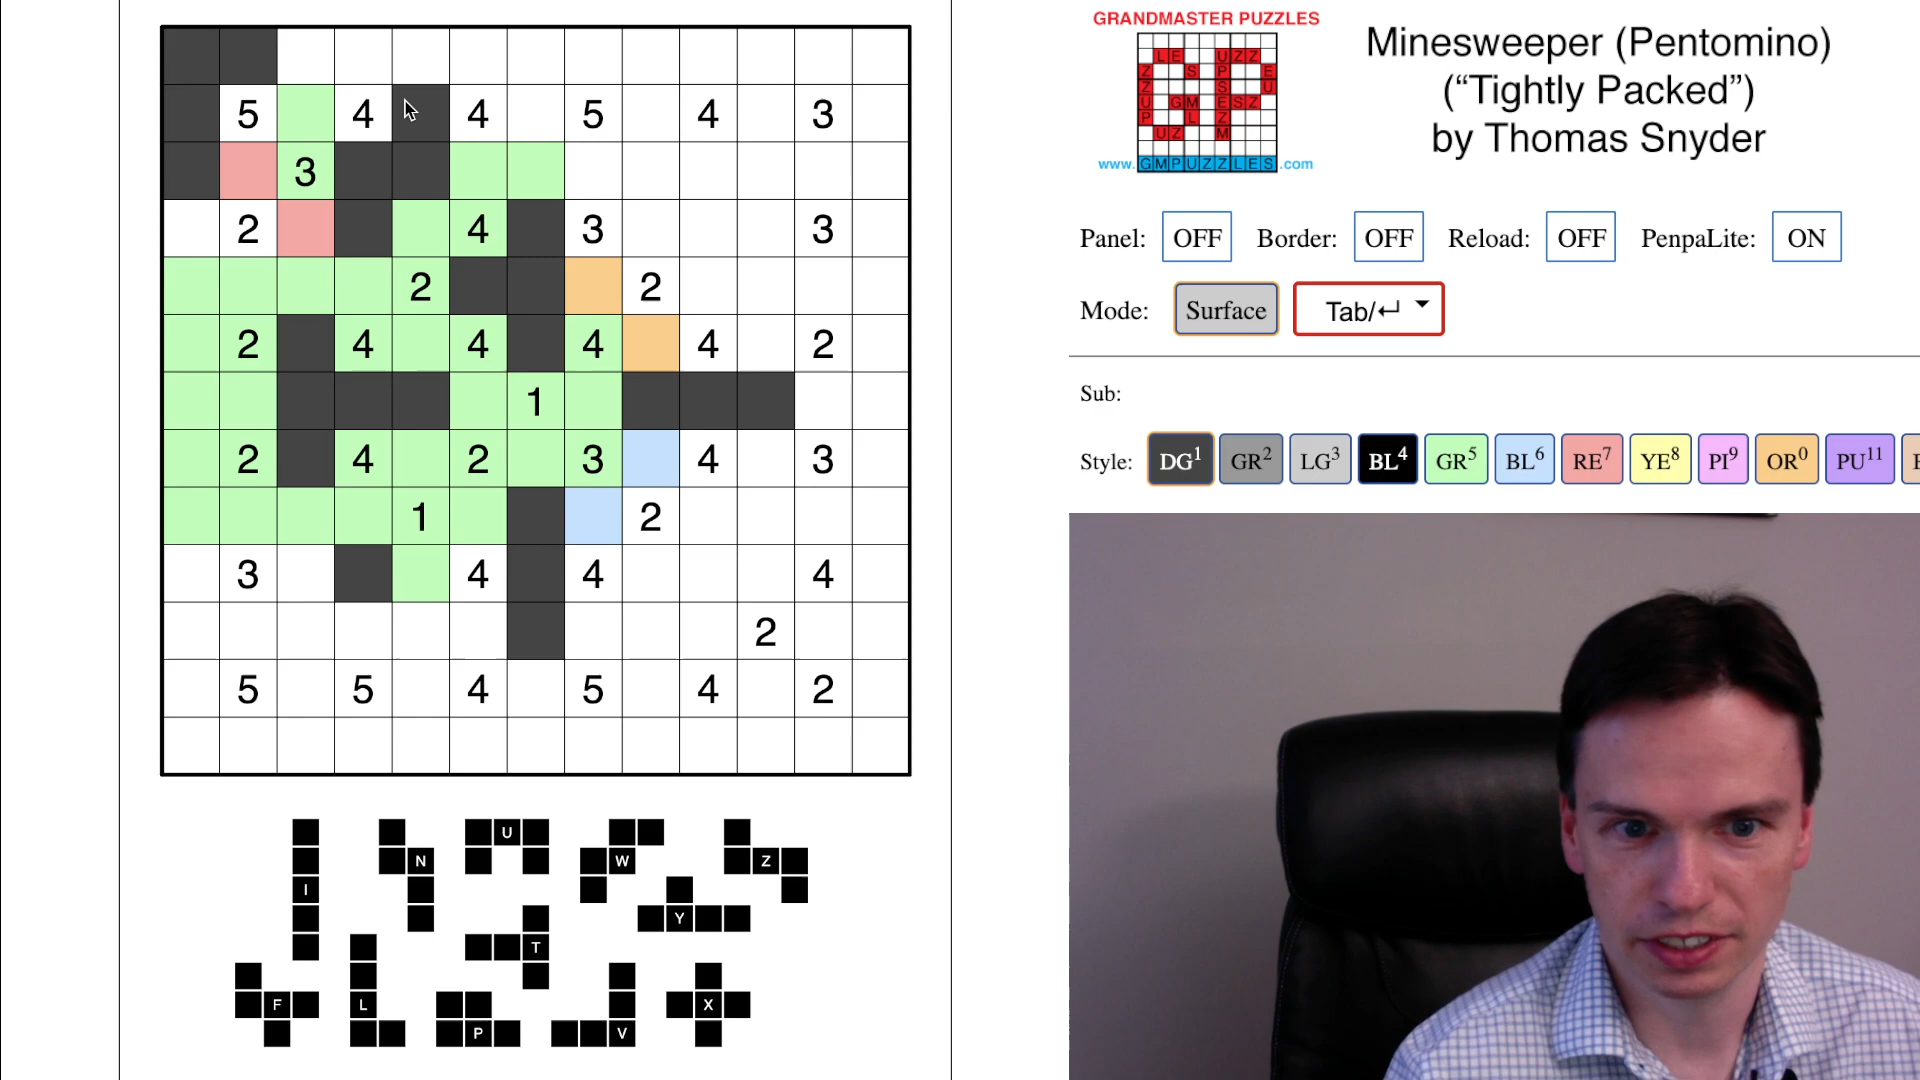 GRANDMASTER PUZZLES
www.GMPUZZLES.com
Minesweeper (Pentomino)
("Tightly Packed")
by Thomas Snyder
Panel: OFF Border: OFF Reload: OFF PenpaLite: ON
Mode: Surface Tab/↵
Sub:
Style: DG1 GR2 LG3 BL4 GR5 BL6 RE7 YE8 PI9 OR0 PU11
5 4 4 5 4 3
3
2 4 3 3
2 2
2 4 4 4 4 2
1
2 4 2 3 4 3
1 2
3 4 4 4
2
5 5 4 5 4 2
U W
N Z
I
Y
T
F L X
P V